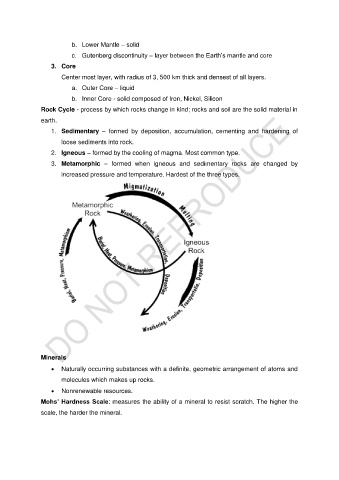 b. Lower Mantle – solid
c. Gutenberg discontinuity – layer between the Earth's mantle and core
3. Core
Center most layer, with radius of 3, 500 km thick and densest of all layers.
a. Outer Core – liquid
b. Inner Core - solid composed of Iron, Nickel, Silicon
Rock Cycle - process by which rocks change in kind; rocks and soil are the solid material in
earth.
1. Sedimentary – formed by deposition, accumulation, cementing and hardening of
loose sediments into rock.
2. Igneous – formed by the cooling of magma. Most common type.
3. Metamorphic – formed when igneous and sedimentary rocks are changed by
increased pressure and temperature. Hardest of the three types.
Migmatization
Metamorphic
Rock
Melting
Weathering, Erosion, Transportation, Deposition
Igneous
Rock
Burial, Heat, Pressure, Metamorphism
Burial, Heat, Pressure, Metamorphism
Weathering, Erosion, Transportation, Deposition
DO NOT REPRODUCE
Minerals
• Naturally occurring substances with a definite, geometric arrangement of atoms and
molecules which makes up rocks.
• Nonrenewable resources.
Mohs' Hardness Scale: measures the ability of a mineral to resist scratch. The higher the
scale, the harder the mineral.